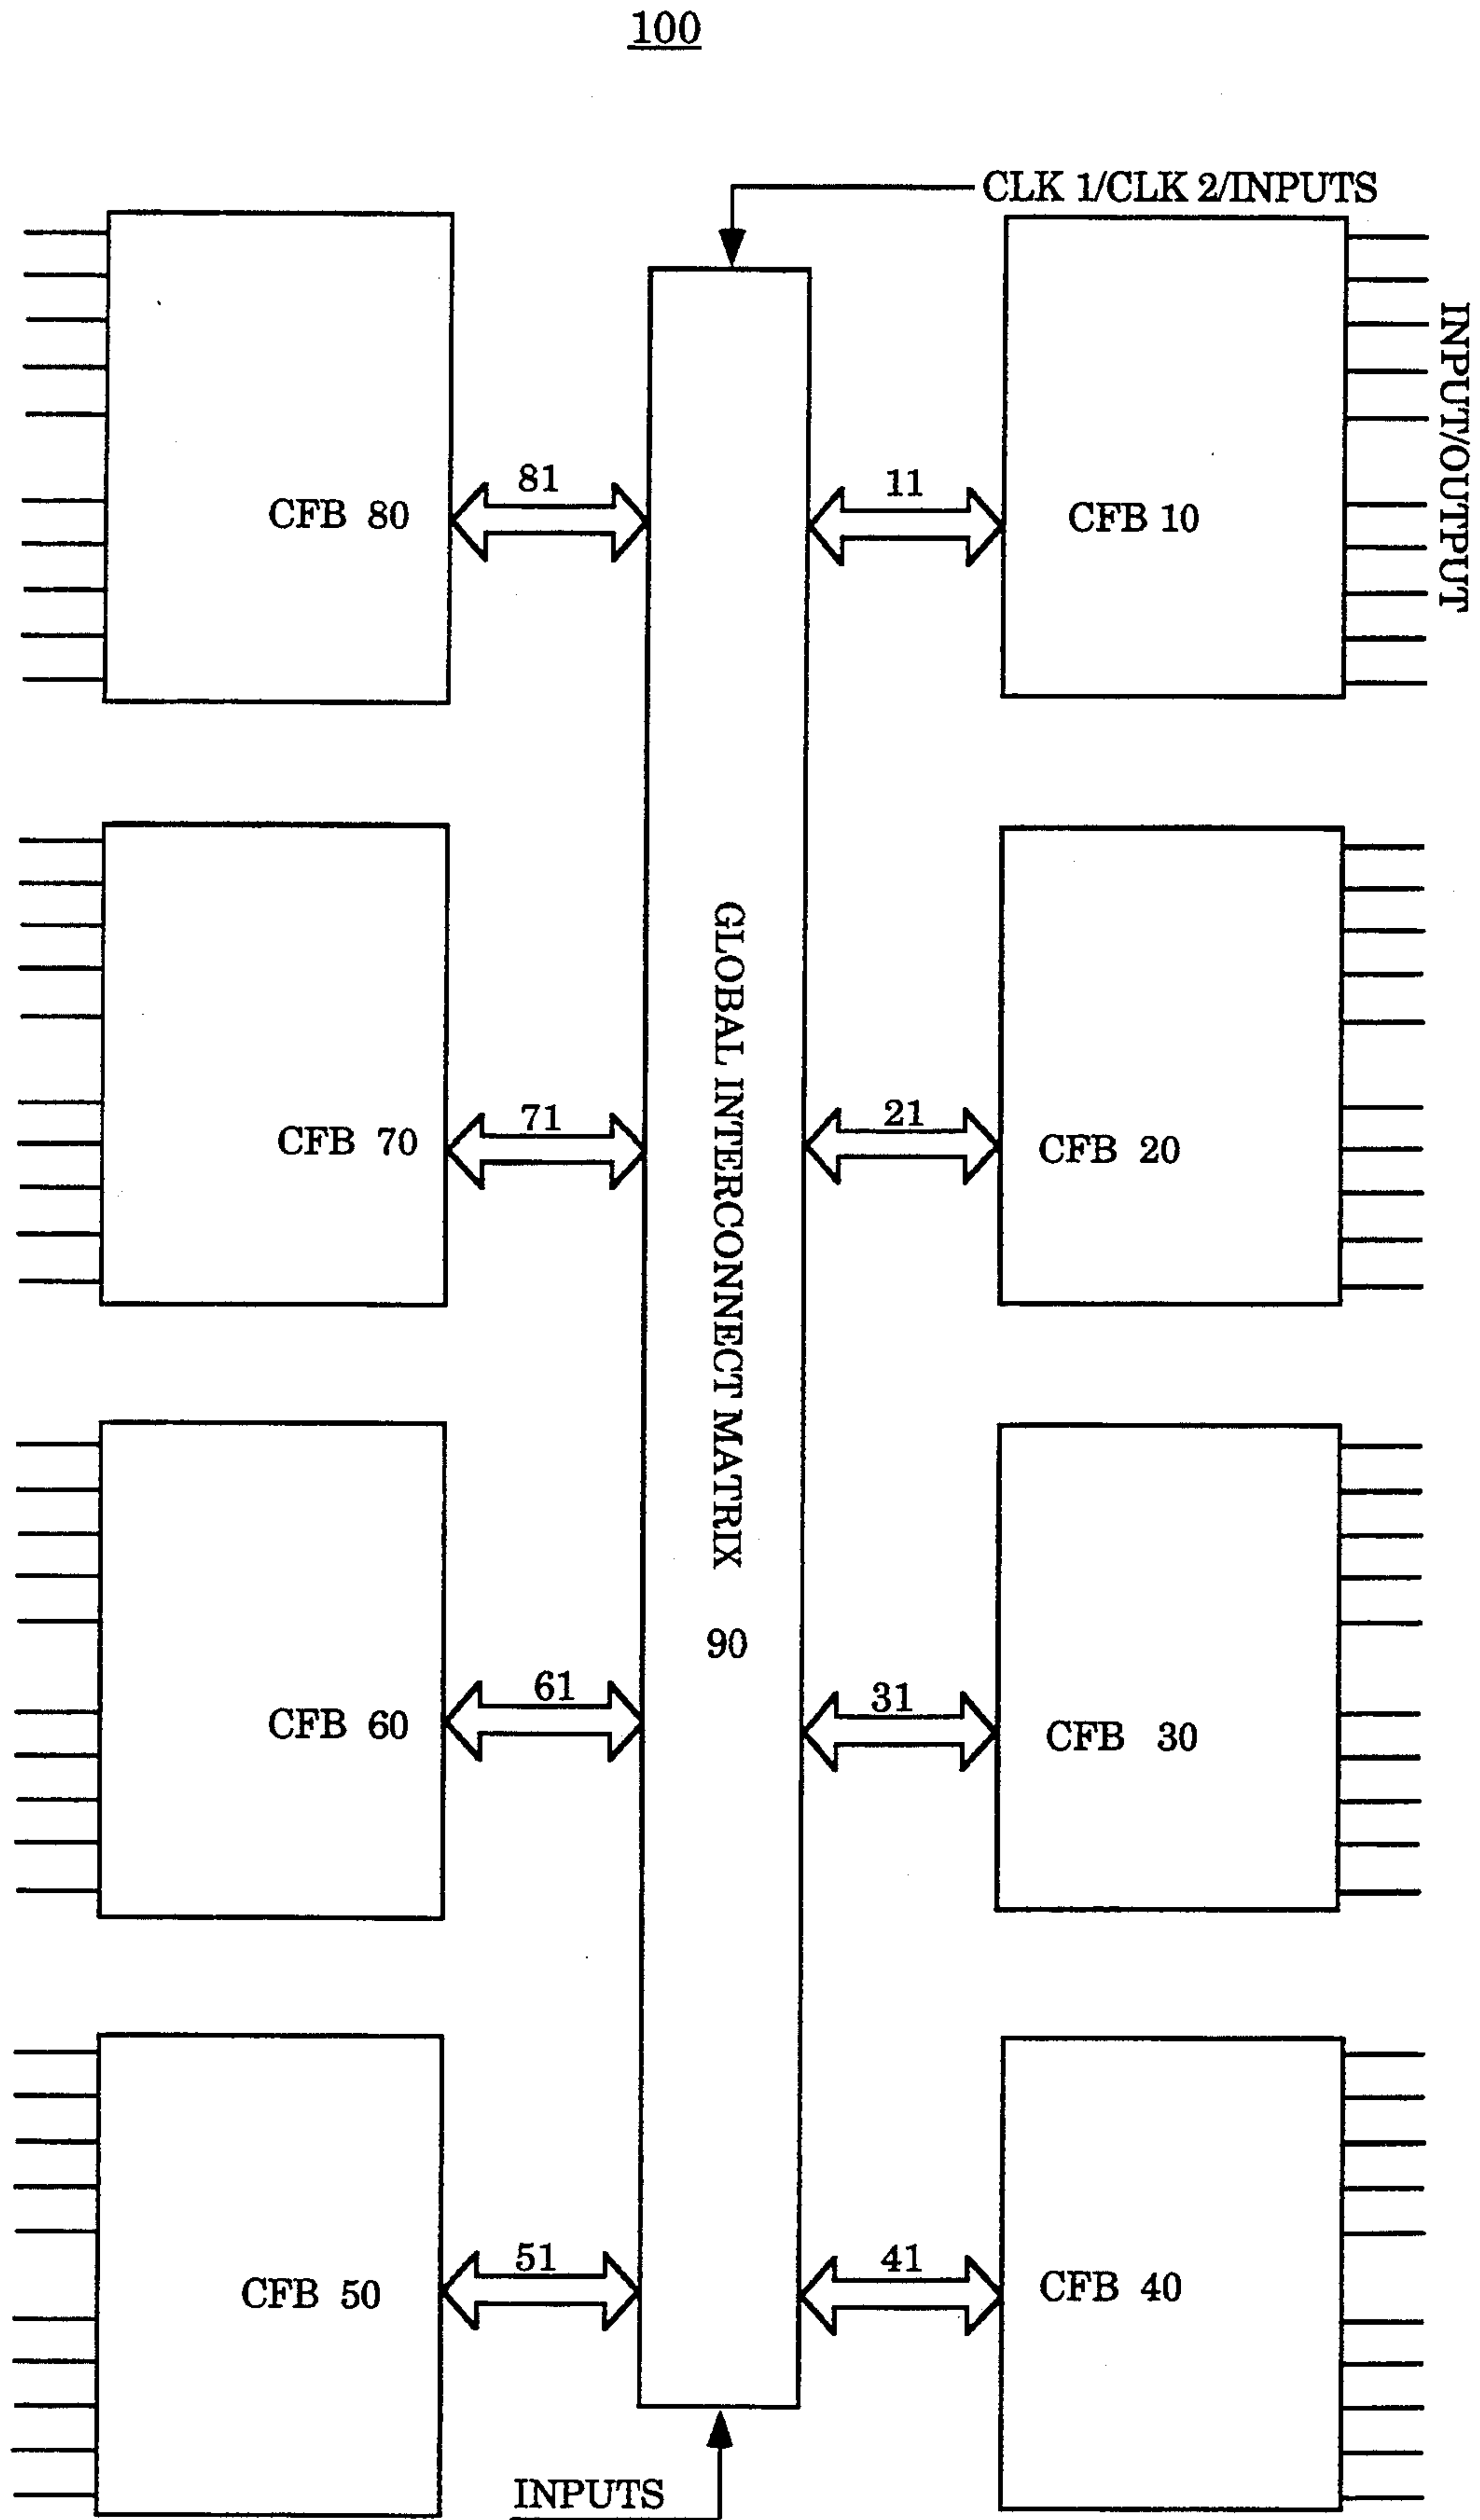 100
CLK 1/CLK 2/INPUTS
INPUT/OUTPUT
81
11
CFB 80
CFB 10
GLOBAL INTERCONNECT MATRIX
90
71
21
CFB 70
CFB 20
61
31
CFB 60
CFB 30
51
41
CFB 50
CFB 40
INPUTS